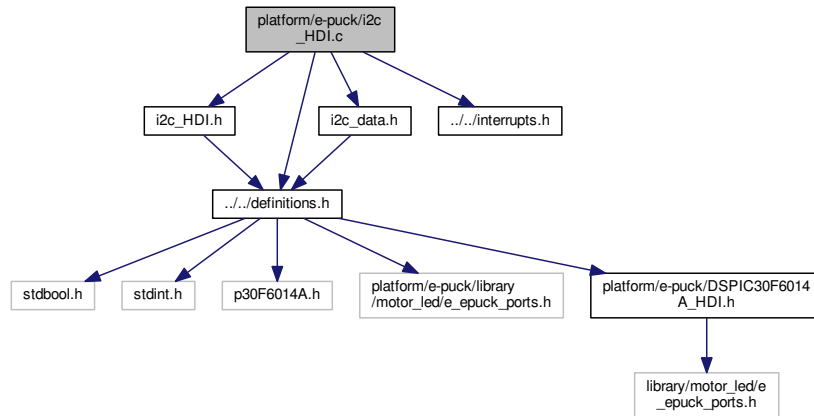 platform/e-puck/i2c
_HDI.c
i2c_HDI.h
i2c_data.h
../../interrupts.h
../../definitions.h
stdbool.h
stdint.h
p30F6014A.h
platform/e-puck/library
/motor_led/e_epuck_ports.h
platform/e-puck/DSPIC30F6014
A_HDI.h
library/motor_led/e
_epuck_ports.h